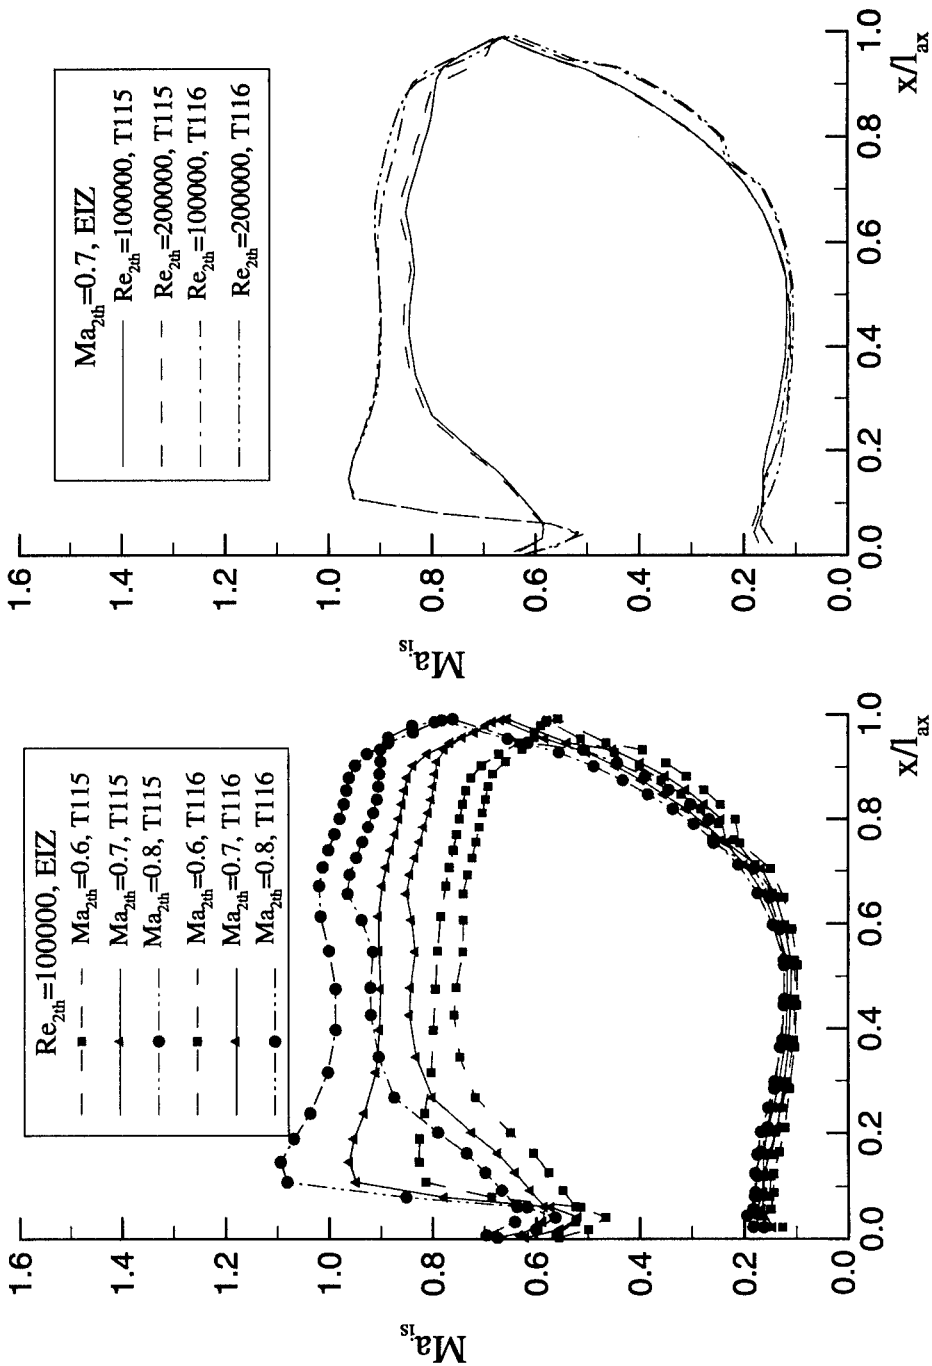 Re2th=100000, EIZ
Ma2th=0.6, T115
Ma2th=0.7, T115
Ma2th=0.8, T115
Ma2th=0.6, T116
Ma2th=0.7, T116
Ma2th=0.8, T116
1.6
1.4
1.2
1.0
0.8
0.6
0.4
0.2
0.0
Mais
0.0 0.2 0.4 0.6 0.8 1.0
x/lax
Ma2th=0.7, EIZ
Re2th=100000, T115
Re2th=200000, T115
Re2th=100000, T116
Re2th=200000, T116
1.6
1.4
1.2
1.0
0.8
0.6
0.4
0.2
0.0
Mais
0.0 0.2 0.4 0.6 0.8 1.0
x/lax